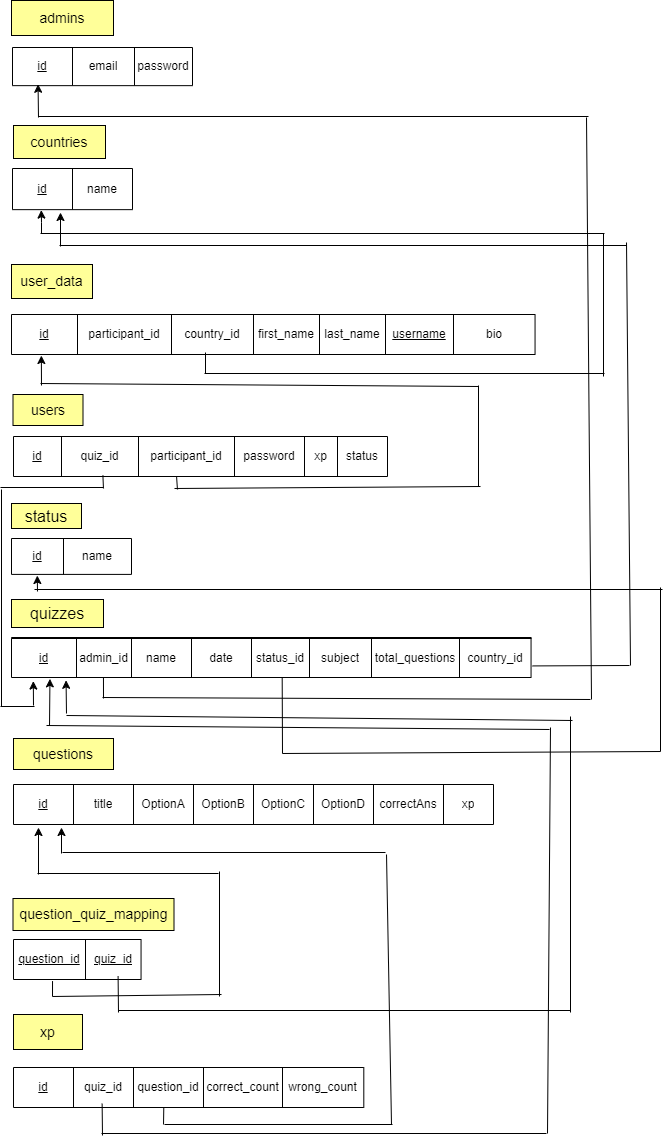 admins
id email password
countries
id name
user_data
id participant_id country_id first_name last_name username bio
users
id quiz_id participant_id password xp status
status
id name
quizzes
id admin_id name date status_id subject total_questions country_id
questions
id title OptionA OptionB OptionC OptionD correctAns xp
question_quiz_mapping
question_id quiz_id
xp
id quiz_id question_id correct_count wrong_count